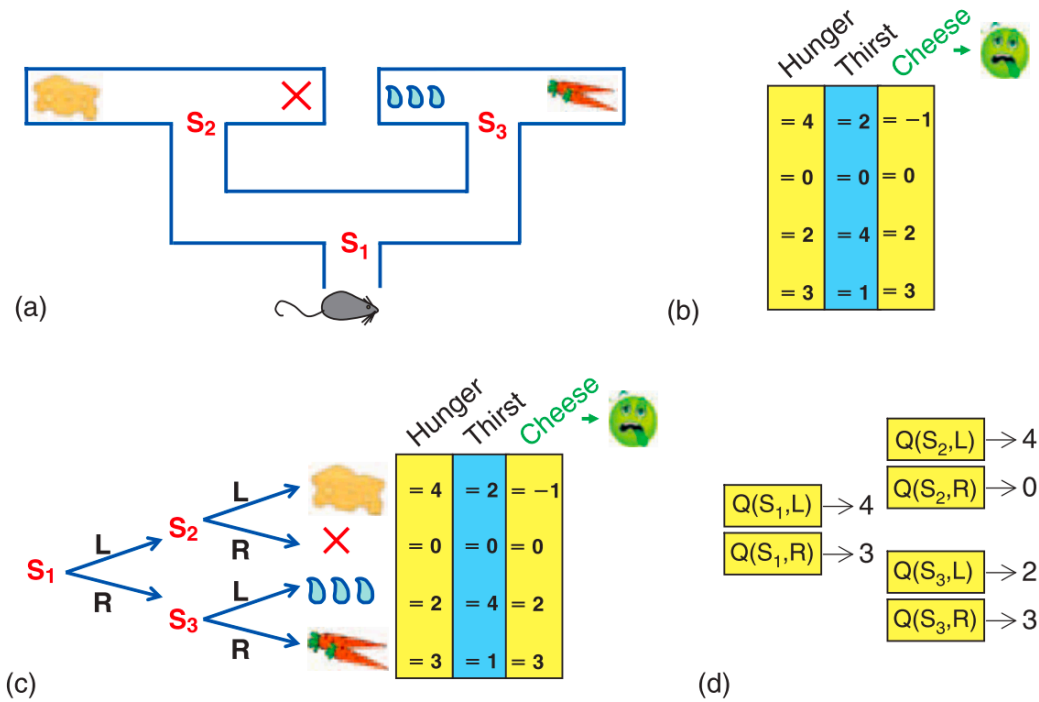 (a)
S2
S3
S1
Hunger
Thirst
Cheese
= 4 = 2 = −1
= 0 = 0 = 0
= 2 = 4 = 2
= 3 = 1 = 3
(b)
Hunger
Thirst
Cheese
L
= 4 = 2 = −1
S2
R
L
= 0 = 0 = 0
S1
R
L
= 2 = 4 = 2
S3
R
= 3 = 1 = 3
(c)
Q(S2,L) 4
Q(S2,R) 0
Q(S1,L) 4
Q(S1,R) 3
Q(S3,L) 2
Q(S3,R) 3
(d)